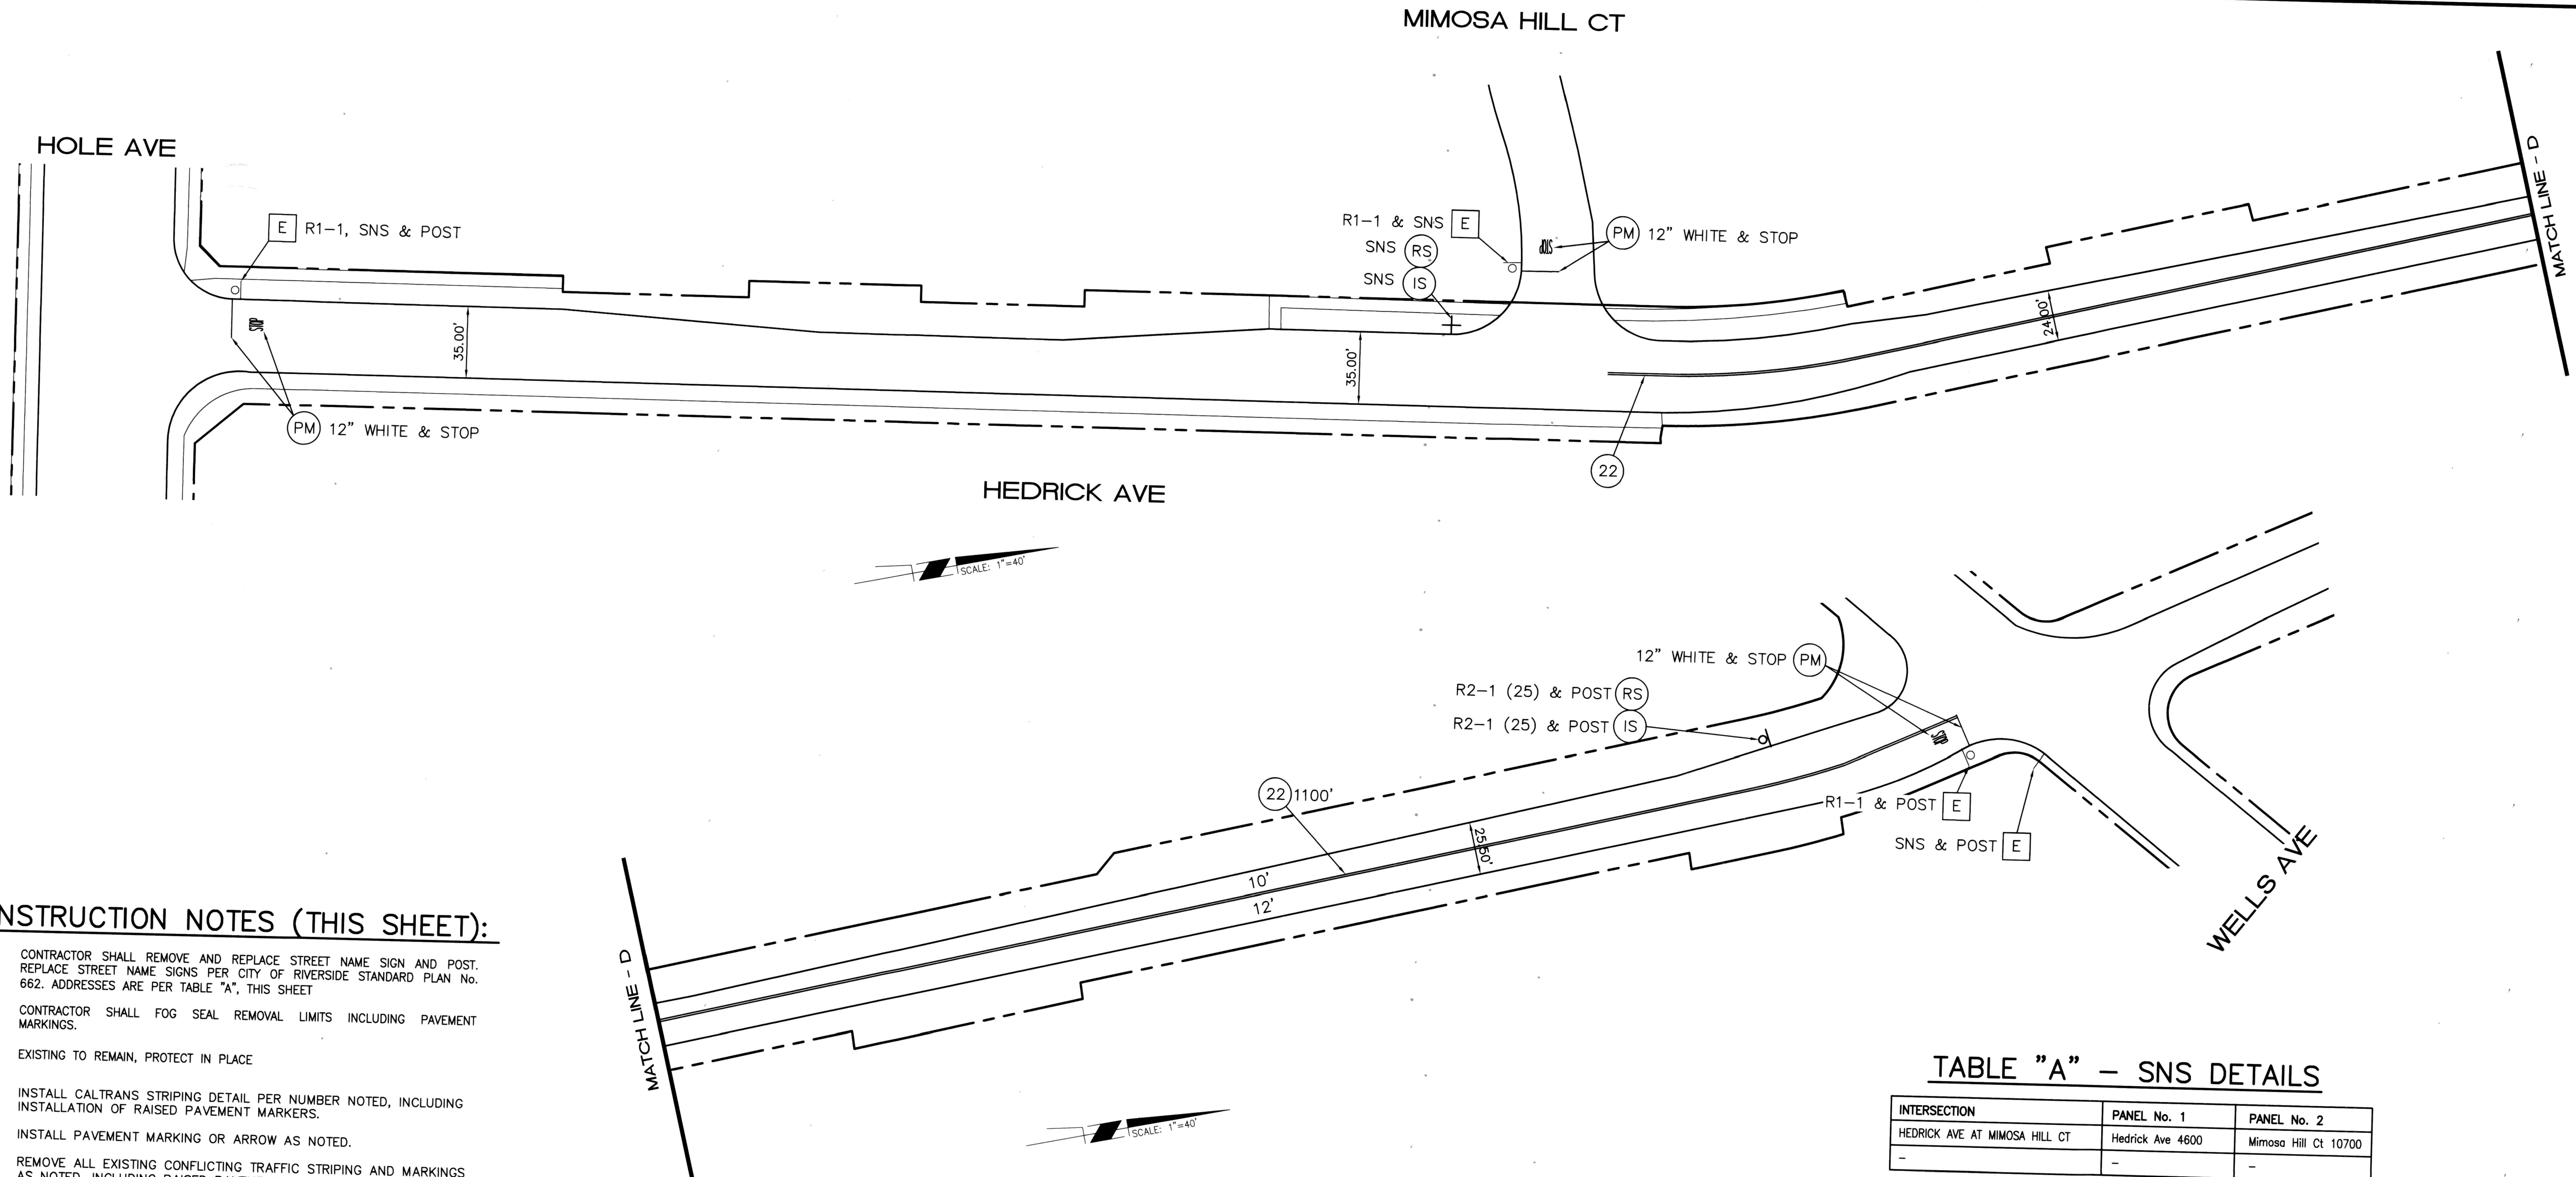 MIMOSA HILL CT
HOLE AVE
E R1-1, SNS & POST
R1-1 & SNS E
SNS RS
SNS IS
PM 12" WHITE & STOP
STOP
STOP
35.00'
35.00'
24.00'
MATCH LINE - D
PM 12" WHITE & STOP
22
HEDRICK AVE
SCALE: 1"=40'
12" WHITE & STOP PM
R2-1 (25) & POST RS
R2-1 (25) & POST IS
STOP
22 1100'
25.50'
R1-1 & POST E
SNS & POST E
10'
12'
WELLS AVE
MATCH LINE - D
SCALE: 1"=40'
NSTRUCTION NOTES (THIS SHEET):
CONTRACTOR SHALL REMOVE AND REPLACE STREET NAME SIGN AND POST.
REPLACE STREET NAME SIGNS PER CITY OF RIVERSIDE STANDARD PLAN No.
662. ADDRESSES ARE PER TABLE "A", THIS SHEET
CONTRACTOR SHALL FOG SEAL REMOVAL LIMITS INCLUDING PAVEMENT
MARKINGS.
EXISTING TO REMAIN, PROTECT IN PLACE
INSTALL CALTRANS STRIPING DETAIL PER NUMBER NOTED, INCLUDING
INSTALLATION OF RAISED PAVEMENT MARKERS.
INSTALL PAVEMENT MARKING OR ARROW AS NOTED.
REMOVE ALL EXISTING CONFLICTING TRAFFIC STRIPING AND MARKINGS
AS NOTED, INCLUDING RAISED
TABLE "A" – SNS DETAILS
INTERSECTION PANEL No. 1 PANEL No. 2
HEDRICK AVE AT MIMOSA HILL CT Hedrick Ave 4600 Mimosa Hill Ct 10700
– – –